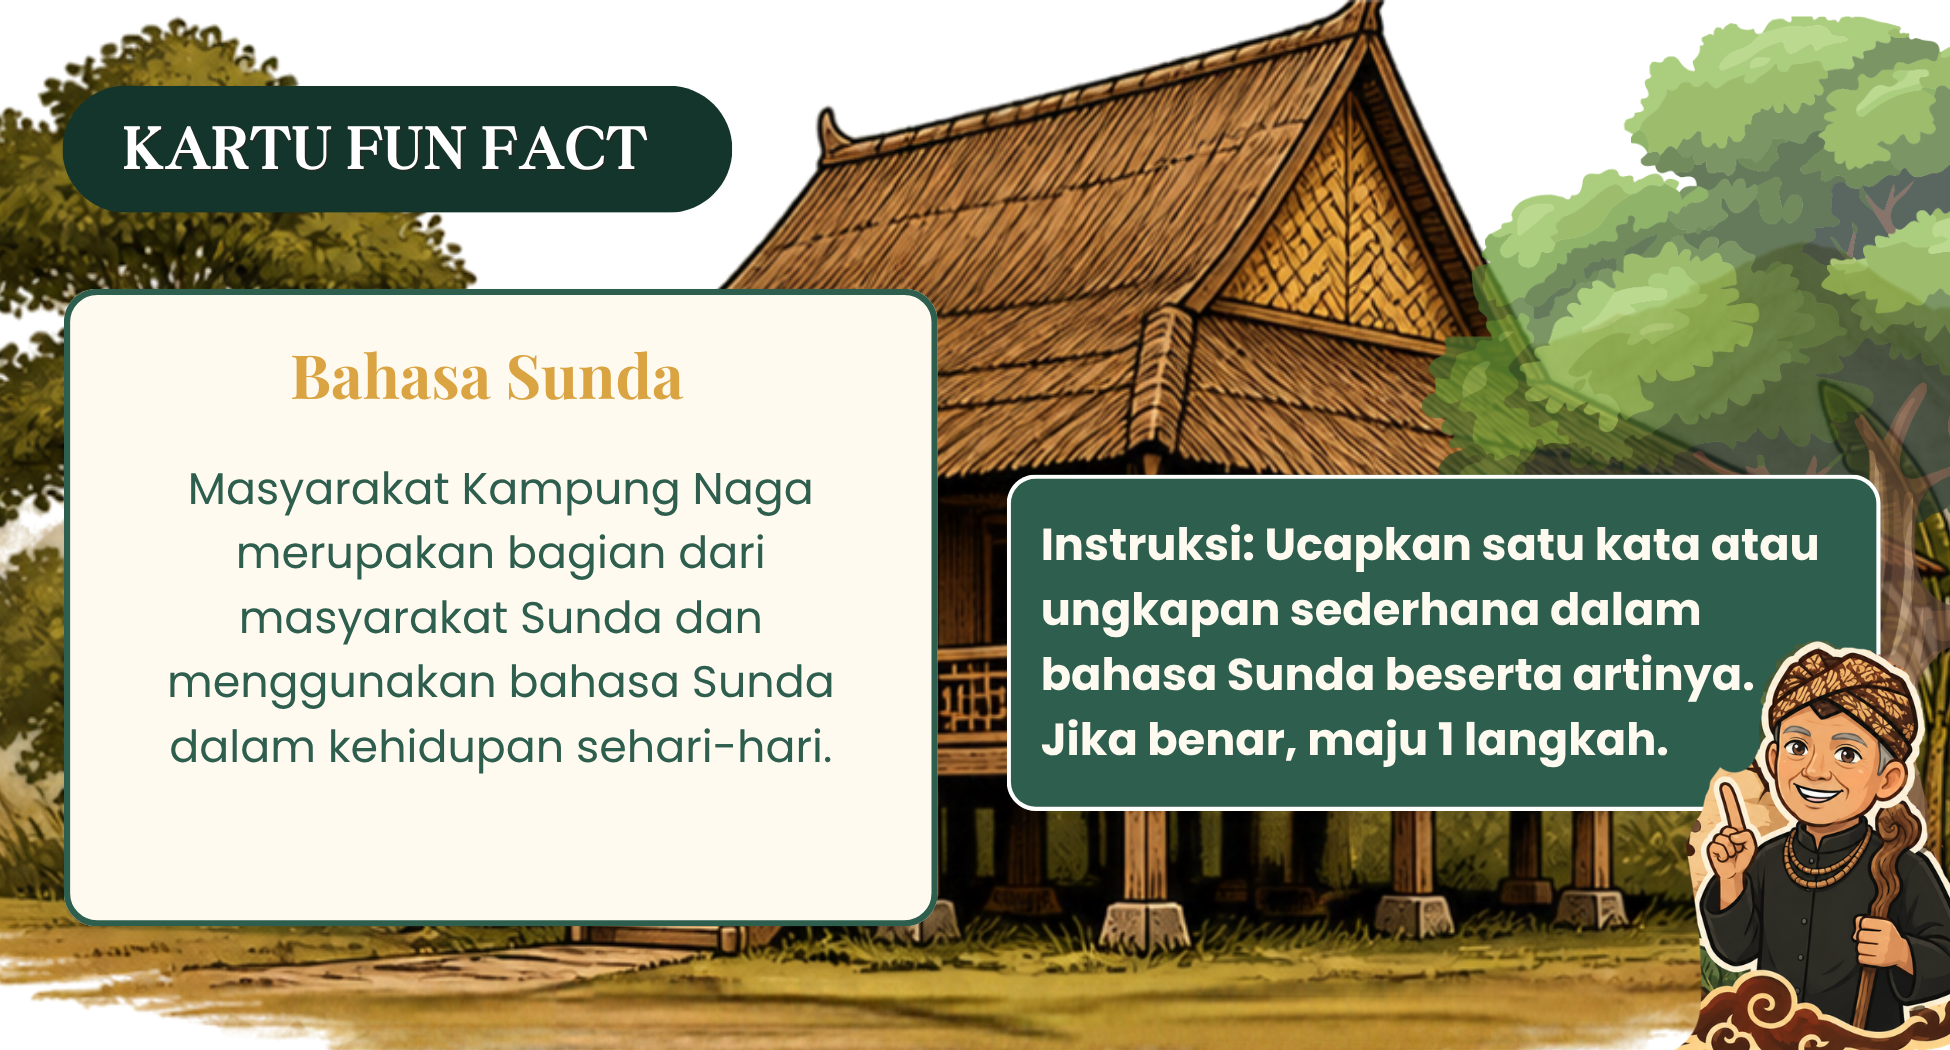 KARTU FUN FACT
Bahasa Sunda
Masyarakat Kampung Naga
merupakan bagian dari
masyarakat Sunda dan
menggunakan bahasa Sunda
dalam kehidupan sehari-hari.
Instruksi: Ucapkan satu kata atau
ungkapan sederhana dalam
bahasa Sunda beserta artinya.
Jika benar, maju 1 langkah.